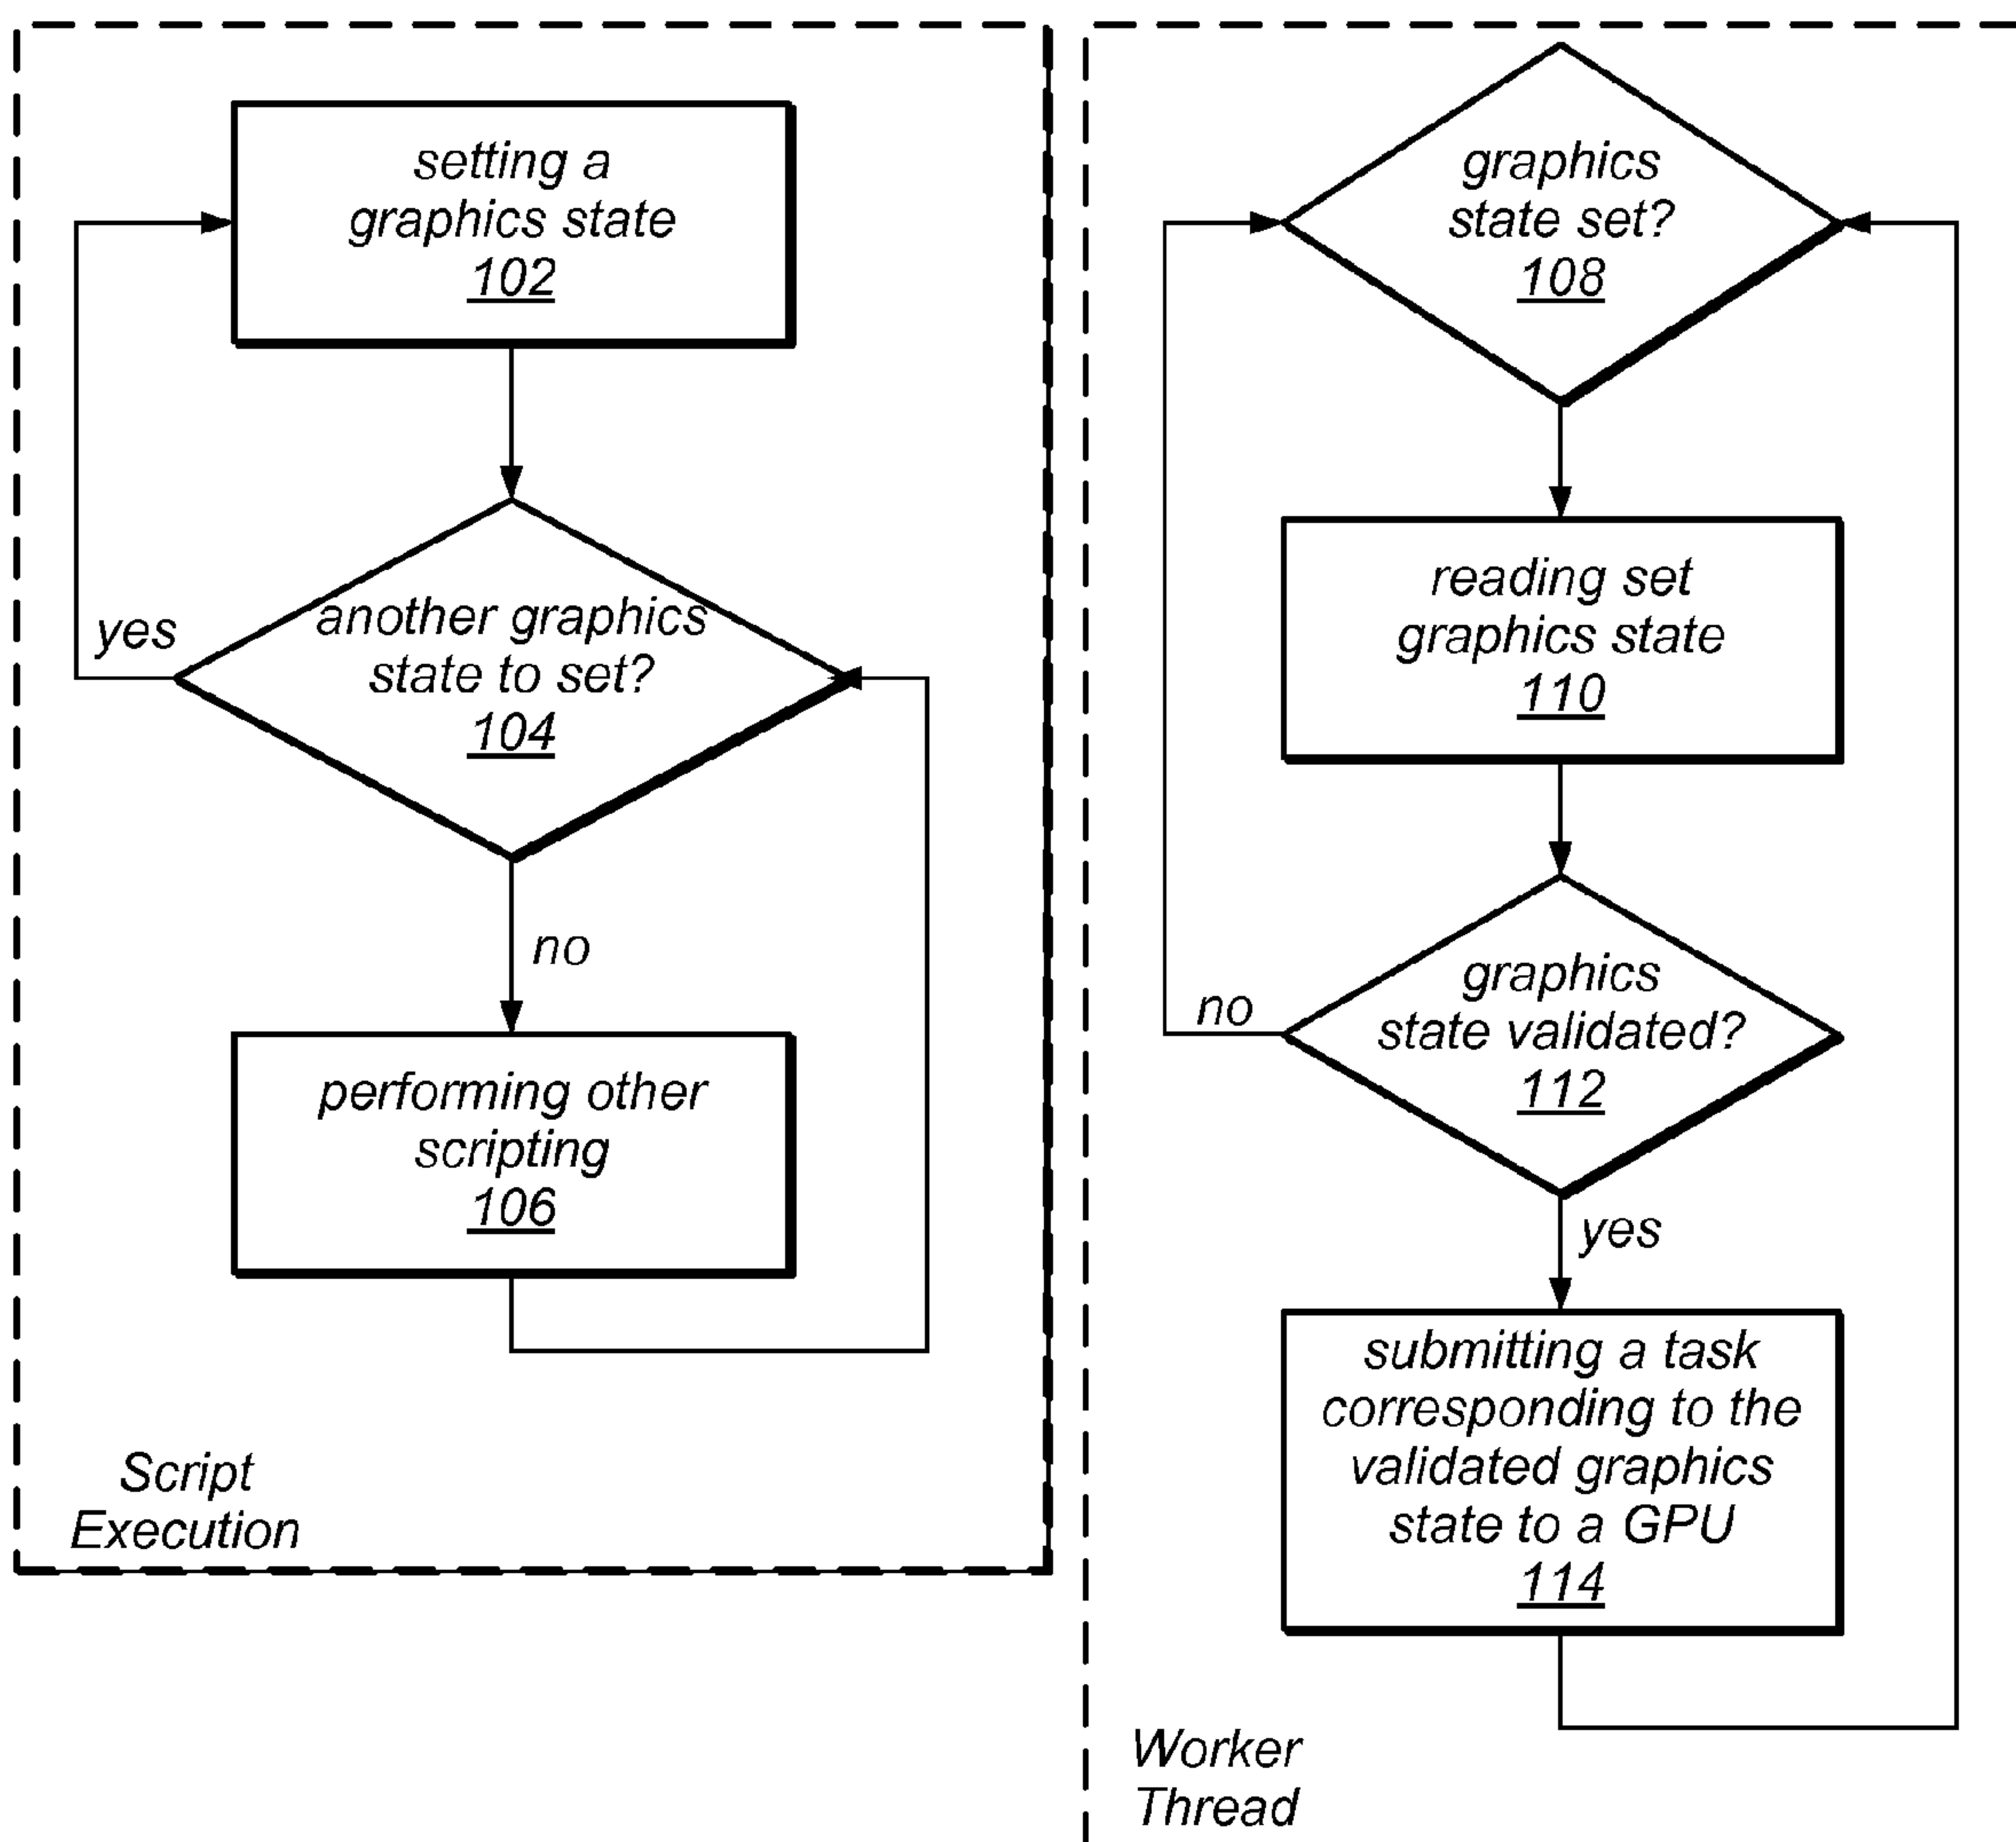 setting a
graphics state
102
another graphics
state to set?
104
yes
no
performing other
scripting
106
Script
Execution
graphics
state set?
108
reading set
graphics state
110
graphics
state validated?
112
no
yes
submitting a task
corresponding to the
validated graphics
state to a GPU
114
Worker
Thread